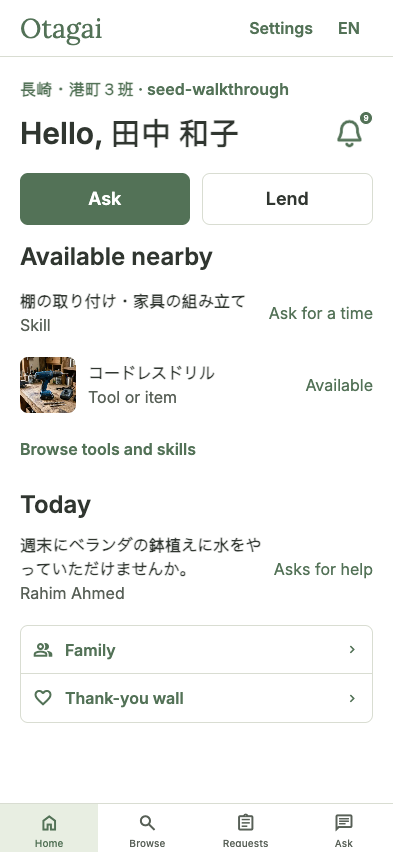 Otagai
Settings EN
長崎・港町３班 · seed-walkthrough
Hello, 田中 和子
9
Ask
Lend
Available nearby
棚の取り付け・家具の組み立て
Skill
Ask for a time
コードレスドリル
Tool or item
Available
Browse tools and skills
Today
週末にベランダの鉢植えに水をや
っていただけませんか。
Rahim Ahmed
Asks for help
Family
Thank-you wall
Home
Browse
Requests
Ask